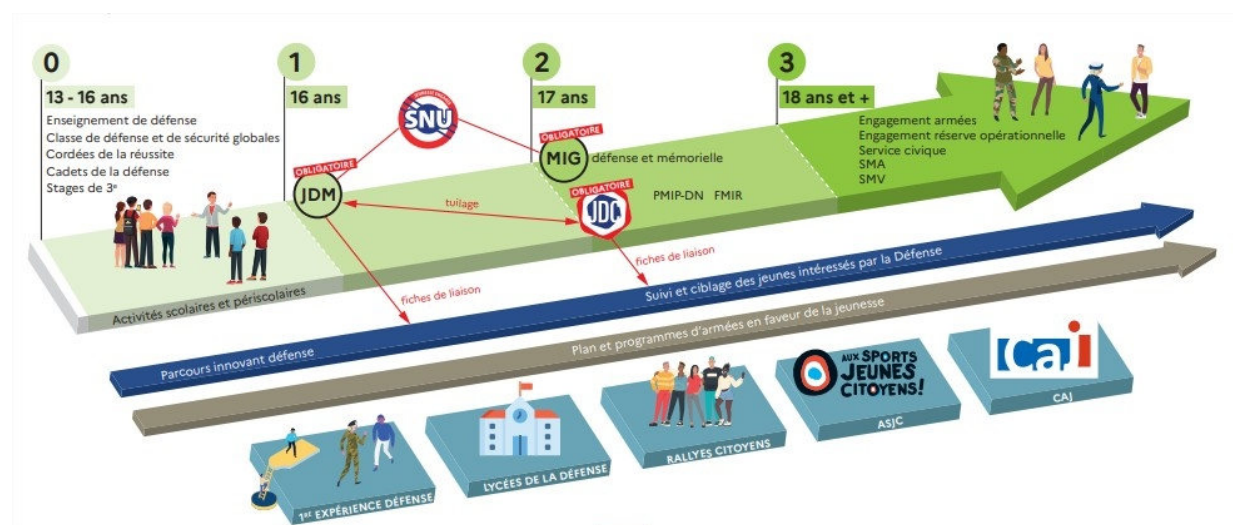 0
13 - 16 ans
Enseignement de défense
Classe de défense et de sécurité globales
Cordées de la réussite
Cadets de la défense
Stages de 3e
1
16 ans
OBLIGATOIRE
JDM
SNU
2
17 ans
OBLIGATOIRE
MIG
défense et mémorielle
OBLIGATOIRE
JDC
PMIP-DN FMIR
3
18 ans et +
Engagement armées
Engagement réserve opérationnelle
Service civique
SMA
SMV
tuilage
fiches de liaison
fiches de liaison
Activités scolaires et périscolaires
Parcours innovant défense
Suivi et ciblage des jeunes intéressés par la Défense
Plan et programmes d'armées en faveur de la jeunesse
1re EXPÉRIENCE DÉFENSE
LYCÉES DE LA DÉFENSE
RALLYES CITOYENS
AUX SPORTS
JEUNES
CITOYENS!
ASJC
caj
CAJ